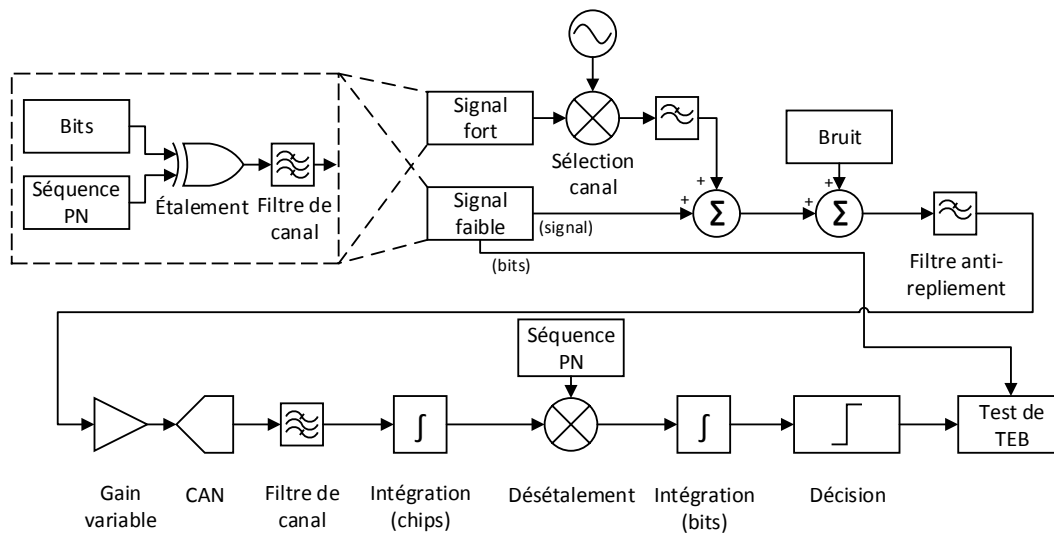 Bits
Séquence
PN
Étalement
Filtre de
canal
Signal
fort
Sélection
canal
Signal
faible
(signal)
(bits)
+
+
Σ
Bruit
+
+
Σ
Filtre anti-
repliement
Séquence
PN
∫
∫
Test de
TEB
Gain
variable
CAN
Filtre de
canal
Intégration
(chips)
Désétalement
Intégration
(bits)
Décision